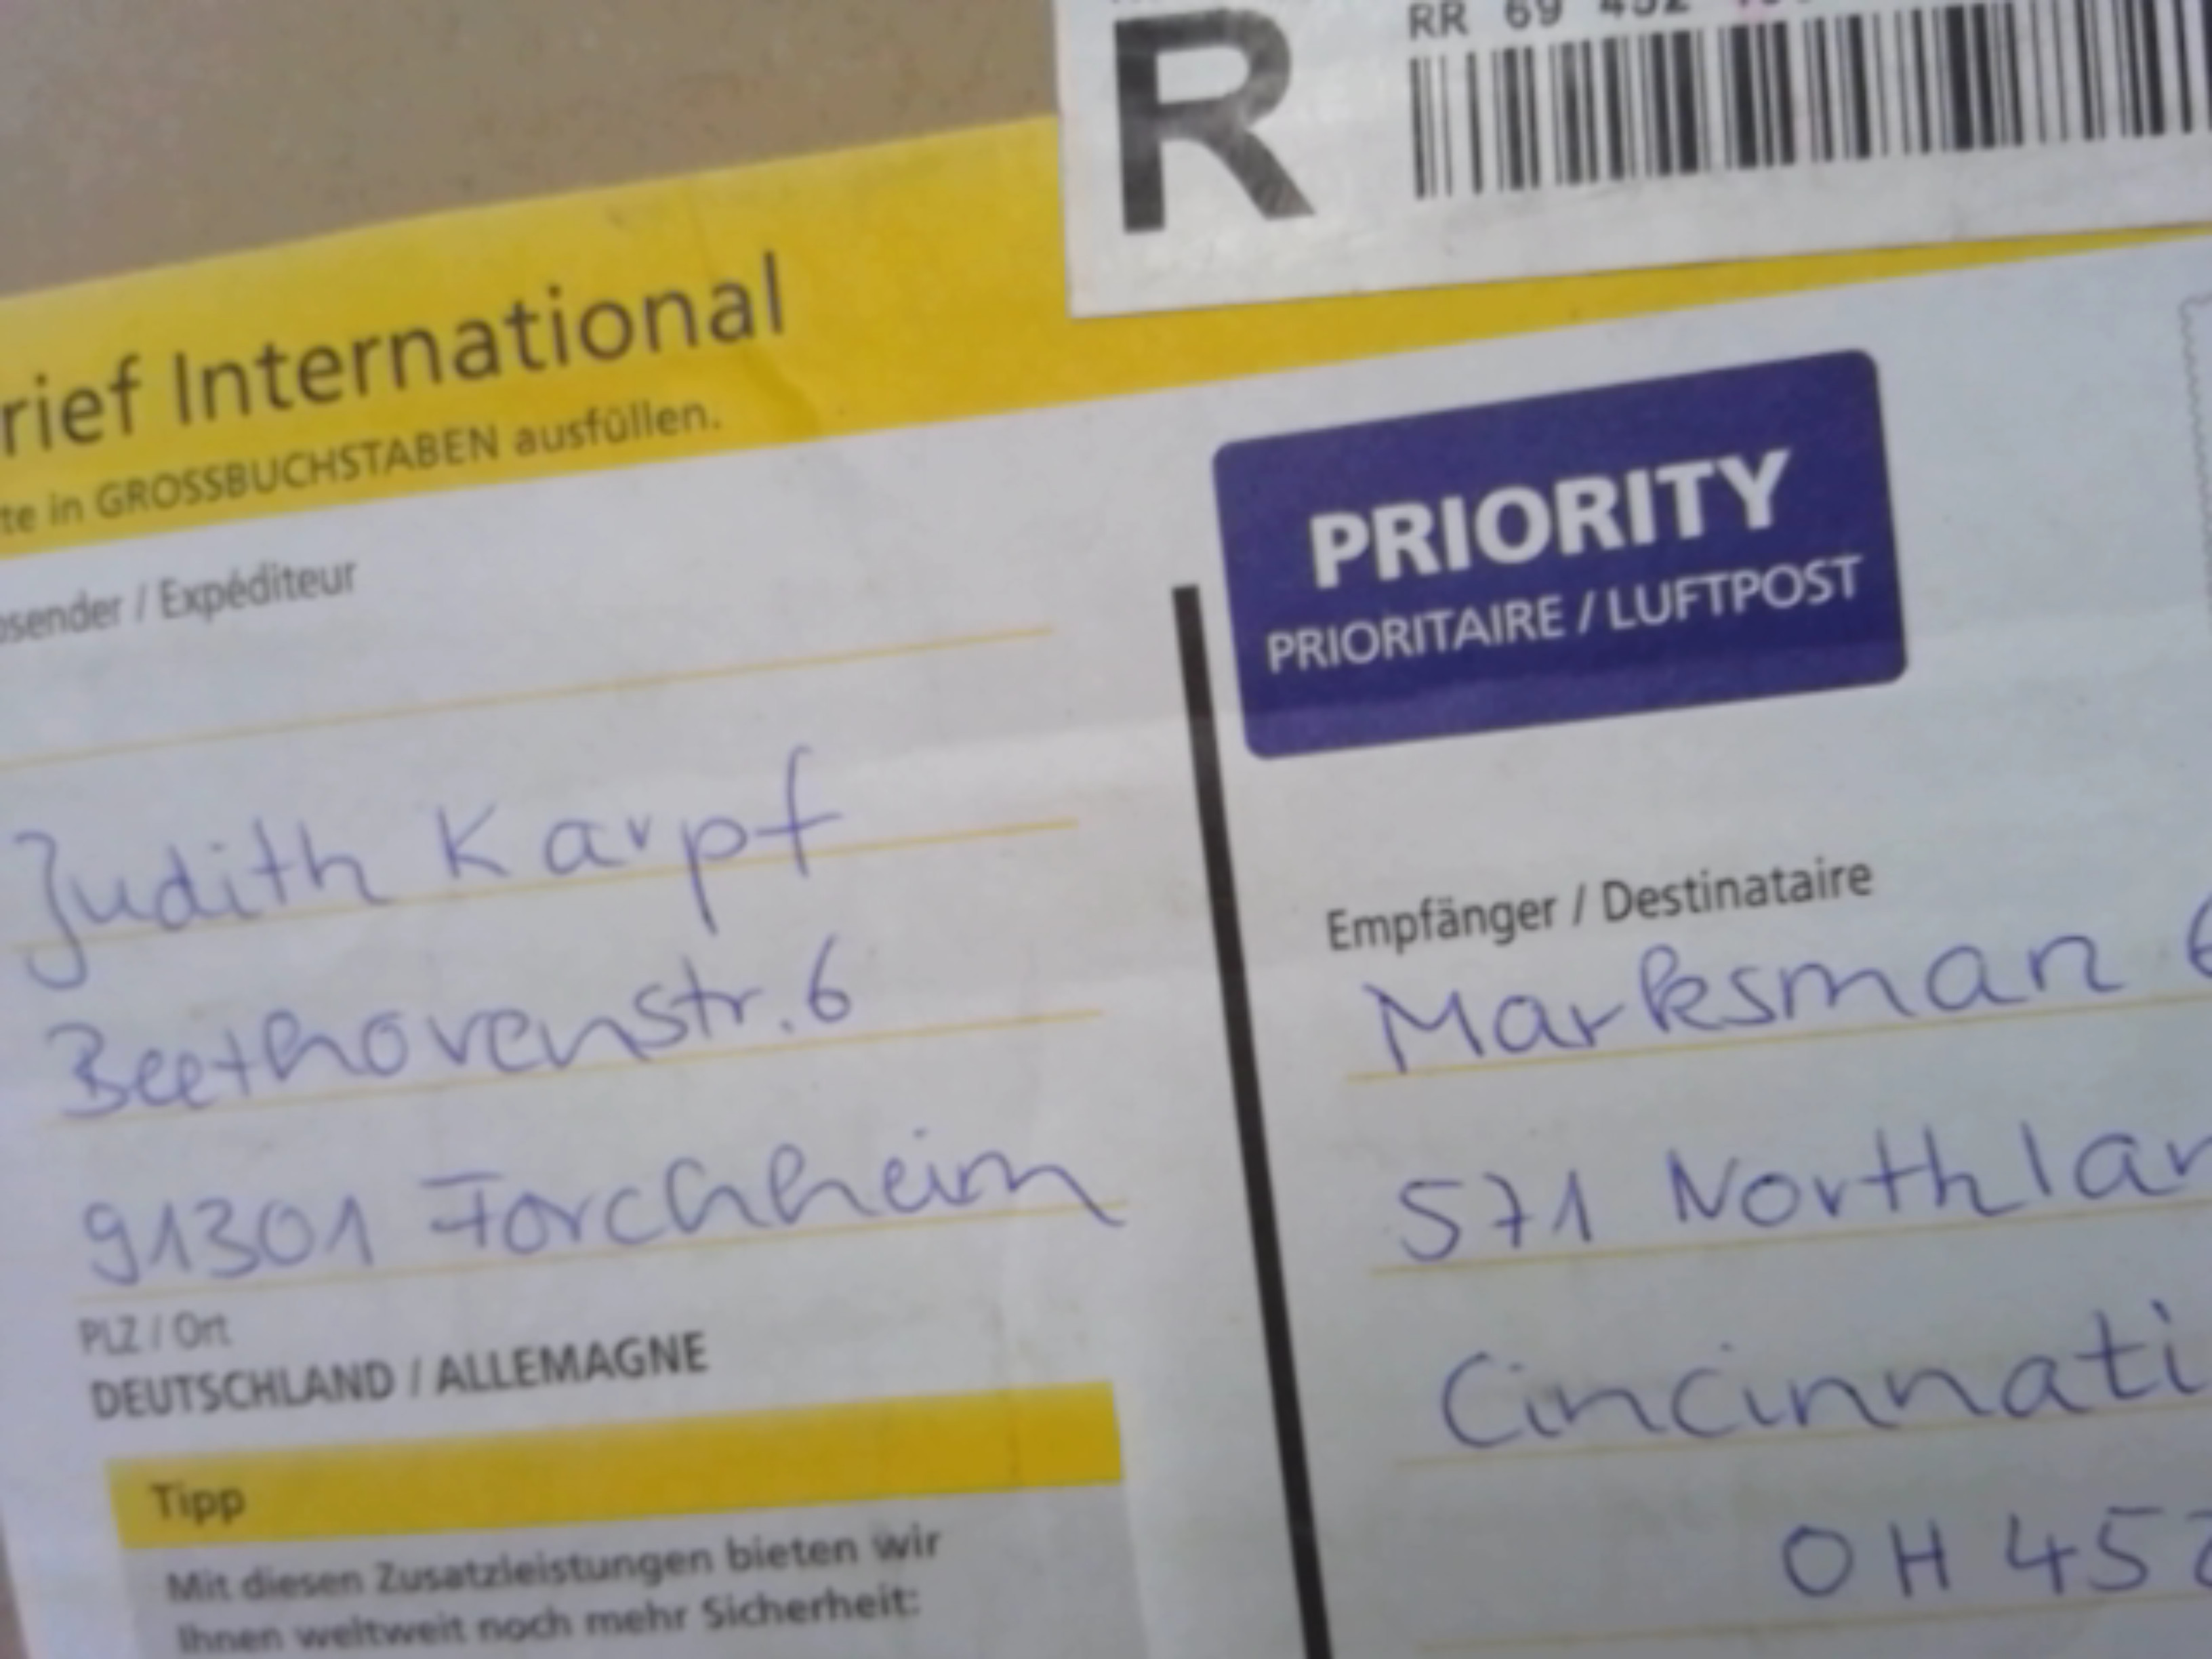 R
RR 69 452
rief International
te in GROSSBUCHSTABEN ausfüllen.
PRIORITY
PRIORITAIRE / LUFTPOST
sender / Expéditeur
Judith Karpf
Beethovenstr. 6
91301 Forchheim
PLZ / Ort
DEUTSCHLAND / ALLEMAGNE
Tipp
Mit diesen Zusatzleistungen bieten wir
Ihnen weltweit noch mehr Sicherheit:
Empfänger / Destinataire
Marksman
571 Northlan
Cincinnati
OH 452